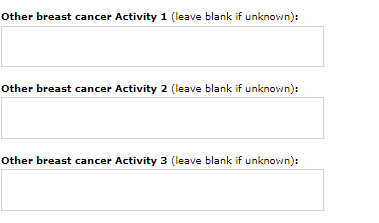 Other breast cancer Activity 1 (leave blank if unknown):
Other breast cancer Activity 2 (leave blank if unknown):
Other breast cancer Activity 3 (leave blank if unknown):